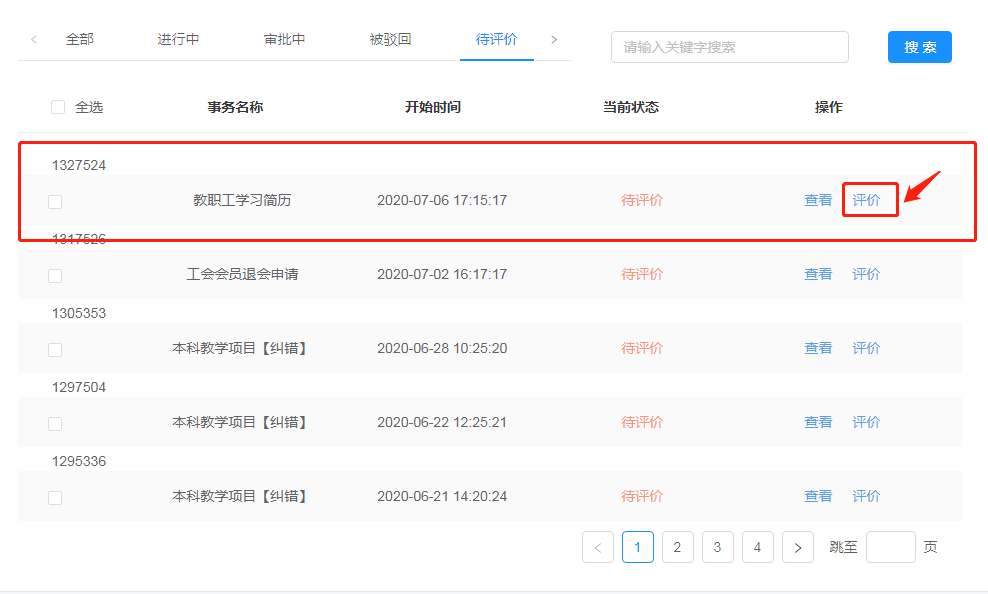 < 全部 进行中 审批中 被驳回 待评价 > 请输入关键字搜索 搜 索
全选 事务名称 开始时间 当前状态 操作
1327524
教职工学习简历 2020-07-06 17:15:17 待评价 查看 评价
1317526
工会会员退会申请 2020-07-02 16:17:17 待评价 查看 评价
1305353
本科教学项目【纠错】 2020-06-28 10:25:20 待评价 查看 评价
1297504
本科教学项目【纠错】 2020-06-22 12:25:21 待评价 查看 评价
1295336
本科教学项目【纠错】 2020-06-21 14:20:24 待评价 查看 评价
< 1 2 3 4 > 跳至 页